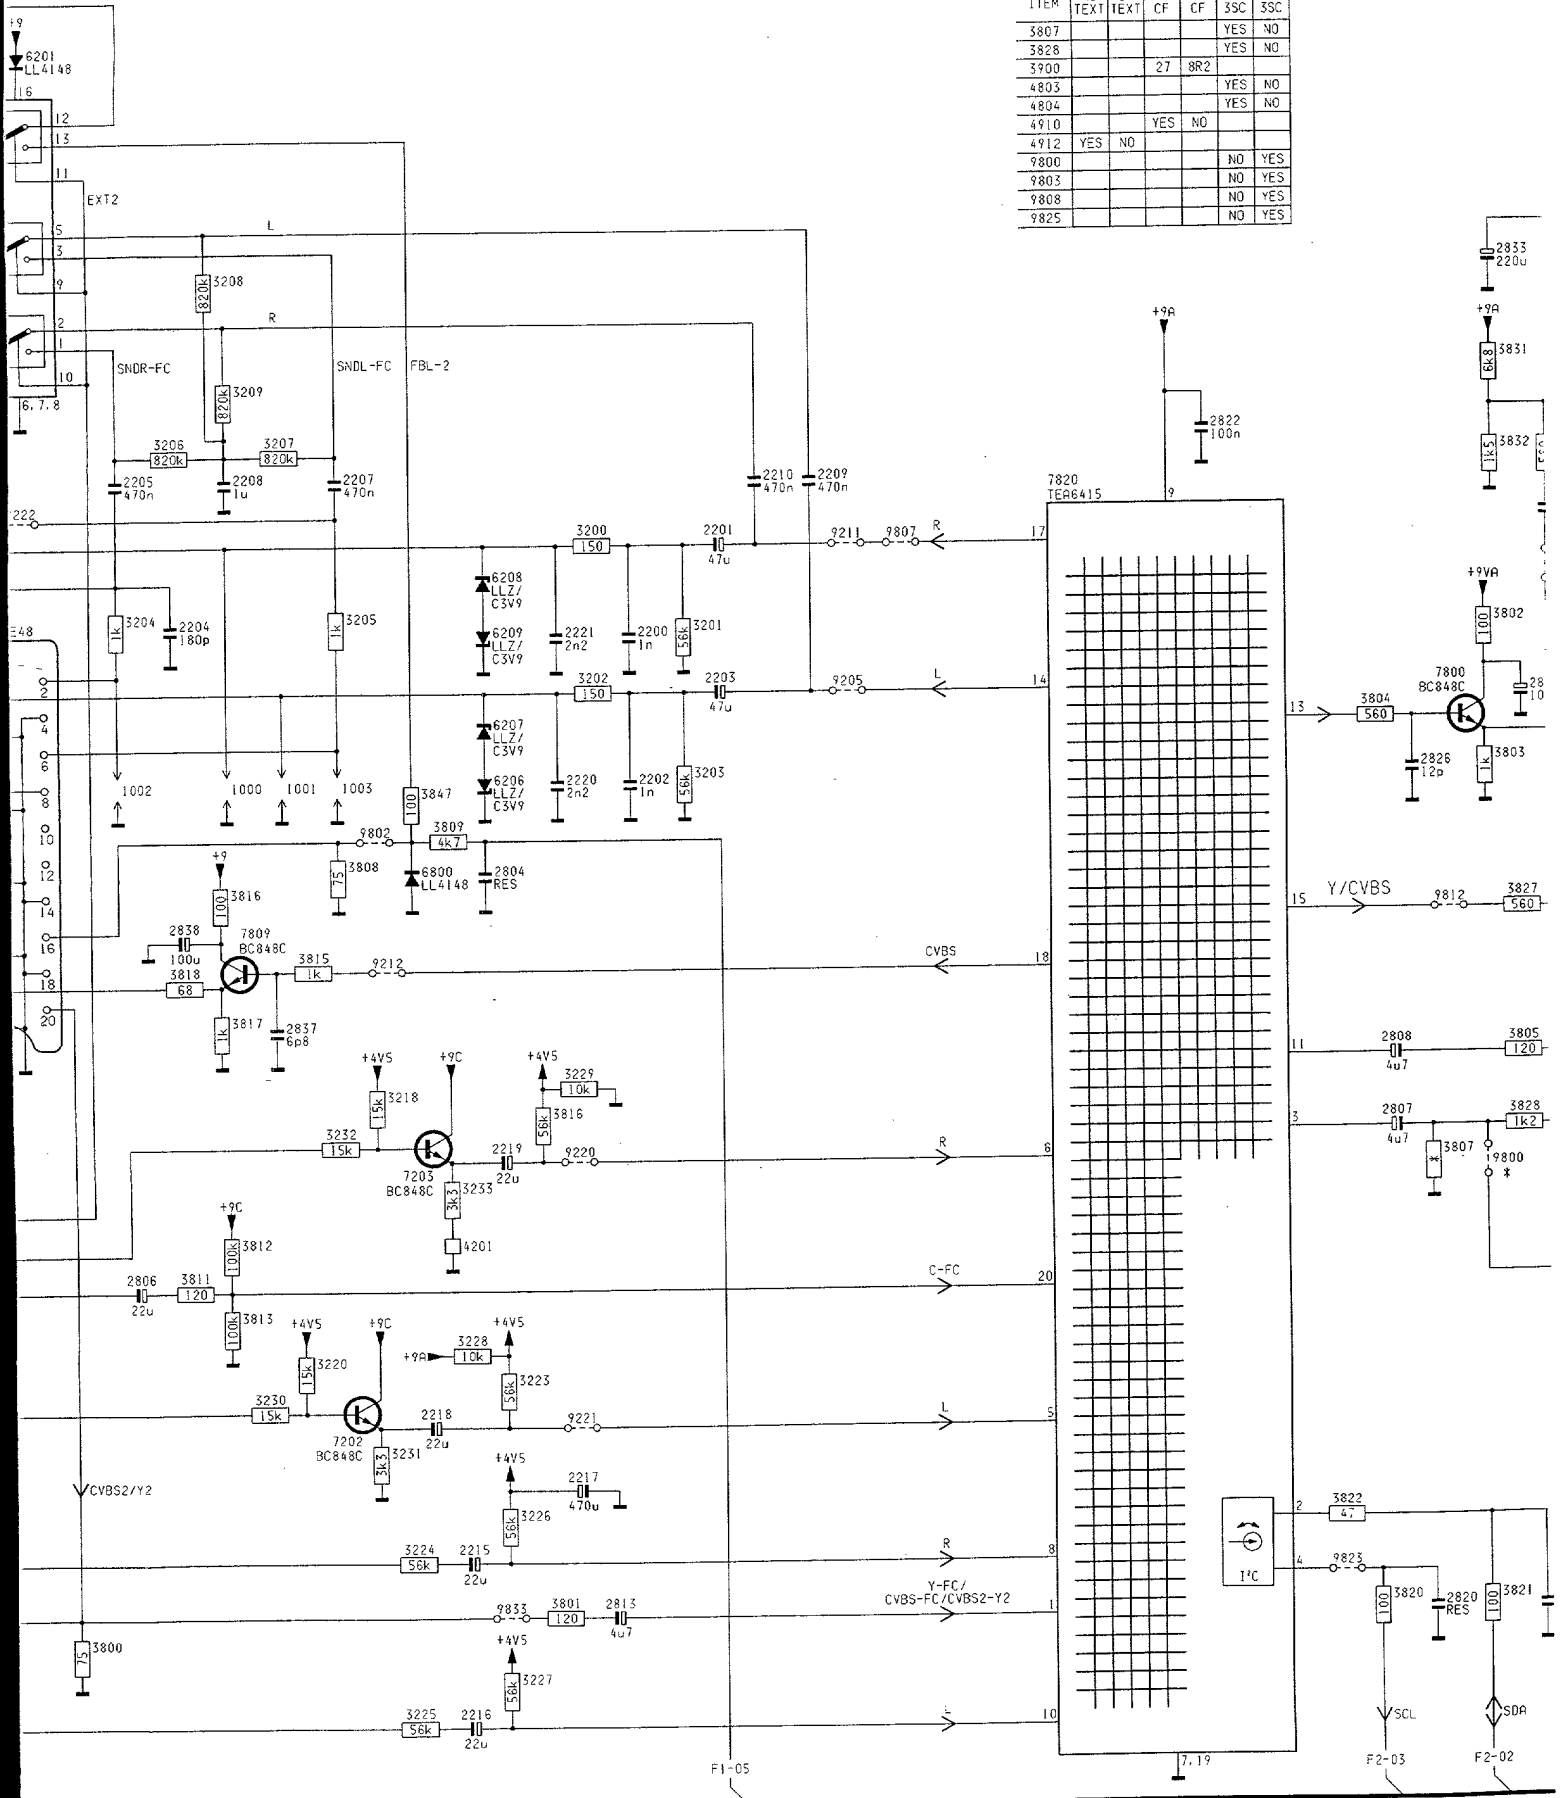 +9
6201
LL4148
16
12
13
11
EXT2
5
3
9
2
1
10
6,7,8
L
3208
820k
R
3209
820k
SNDR-FC
SNDL-FC
FBL-2
3206
820k
3207
820k
2205
470n
2208
1u
2207
470n
2210
470n
2209
470n
ITEM TEXT TEXT CF CF 3SC 3SC
3807 YES NO
3828 YES NO
3900 27 8R2
4803 YES NO
4804 YES NO
4910 YES NO
4912 YES NO
9800 NO YES
9803 NO YES
9808 NO YES
9825 NO YES
2833
220u
+9A
3831
6k8
3832
1k5
+9A
2822
100n
7820
TEA6415
9
222
3200
150
2201
47u
9211
9807
R
17
6208
LLZ/
C3V9
6209
LLZ/
C3V9
2221
2n2
2200
1n
3201
56k
E48
3204
1k
2204
180p
3205
1k
3202
150
2203
47u
9205
L
14
6207
LLZ/
C3V9
6206
LLZ/
C3V9
2220
2n2
2202
1n
3203
56k
2
4
6
8
10
12
14
16
18
20
1002
1000
1001
1003
3847
100
9802
3809
4k7
3808
75
6800
LL4148
2804
RES
+9VA
3802
100
7800
BC848C
28
10
13
3804
560
2826
12p
3803
1k
+9
3816
100
2838
100u
7809
BC848C
3818
68
3815
1k
9212
CVBS
18
3817
1k
2837
6p8
15
Y/CVBS
9812
3827
560
+4V5
+9C
+4V5
3218
15k
3229
10k
3816
56k
3232
15k
7203
BC848C
2219
22u
9220
R
6
3233
3k3
4201
11
2808
4u7
3805
120
3
2807
4u7
3828
1k2
3807
*
9800
*
+9C
3812
100k
2806
22u
3811
120
C-FC
20
3813
100k
+4V5
+9C
+4V5
3220
15k
+9A
3228
10k
3223
56k
3230
15k
7202
BC848C
2218
22u
9221
L
5
3231
3k3
CVBS2/Y2
+4V5
2217
470u
3226
56k
3224
56k
2215
22u
R
8
Y-FC/
CVBS-FC/CVBS2-Y2
9833
3801
120
2813
4u7
1
3800
75
+4V5
3227
56k
3225
56k
2216
22u
L
10
I²C
2
3822
47
4
9823
3820
100
2820
RES
3821
100
SCL
SDA
7,19
F1-05
F2-03
F2-02